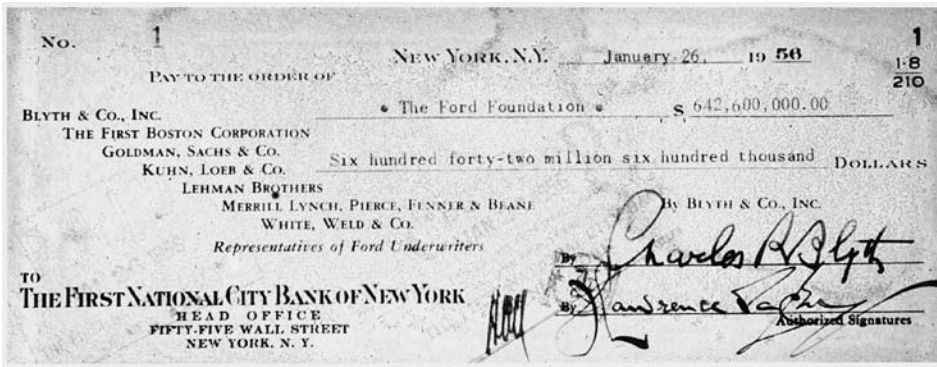 No. 1
NEW YORK, N.Y. January 26, 19 56
1
1-8
210
PAY TO THE ORDER OF
The Ford Foundation $ 642,600,000.00
Six hundred forty-two million six hundred thousand DOLLARS
BLYTH & CO., INC.
THE FIRST BOSTON CORPORATION
GOLDMAN, SACHS & CO.
KUHN, LOEB & CO.
LEHMAN BROTHERS
MERRILL LYNCH, PIERCE, FENNER & BEANE
WHITE, WELD & CO.
Representatives of Ford Underwriters
By BLYTH & CO., INC.
By Charles R Blyth
By Lawrence
Authorized Signatures
TO
THE FIRST NATIONAL CITY BANK OF NEW YORK
HEAD OFFICE
FIFTY-FIVE WALL STREET
NEW YORK, N. Y.